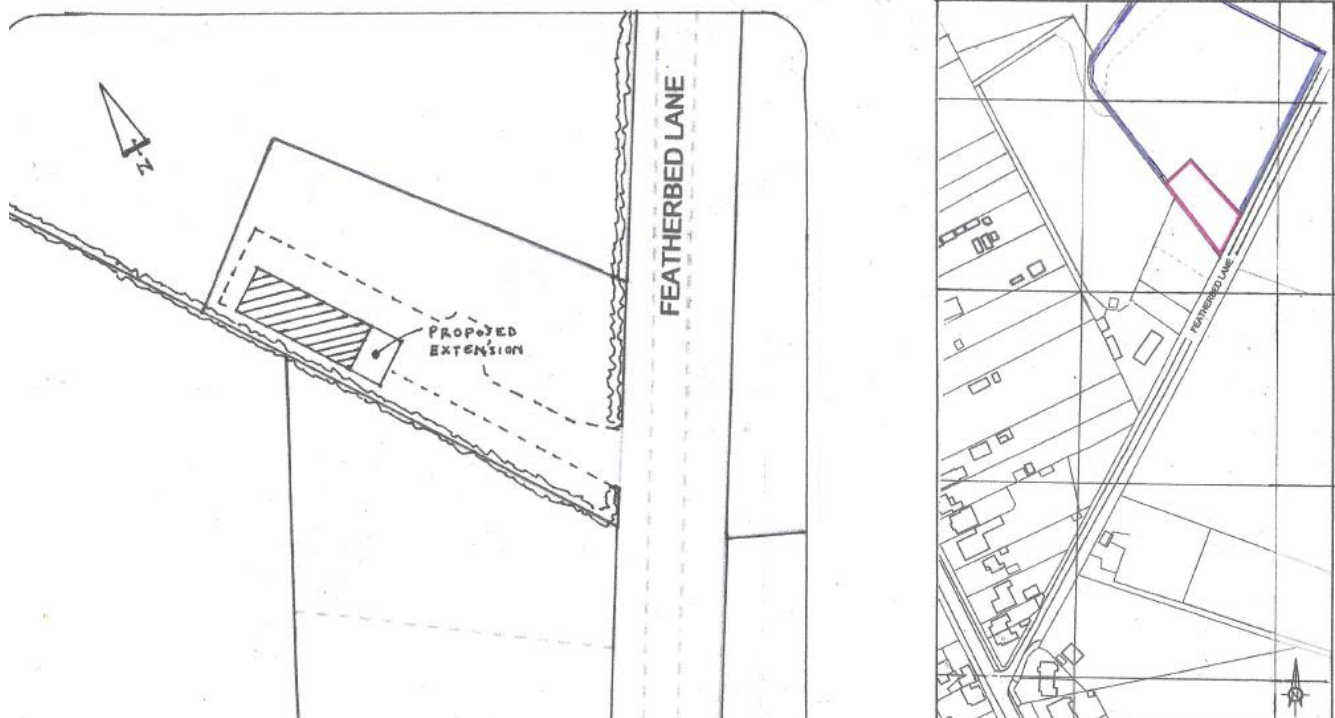 N
FEATHERBED LANE
PROPOSED
EXTENSION
FEATHERBED LANE
N